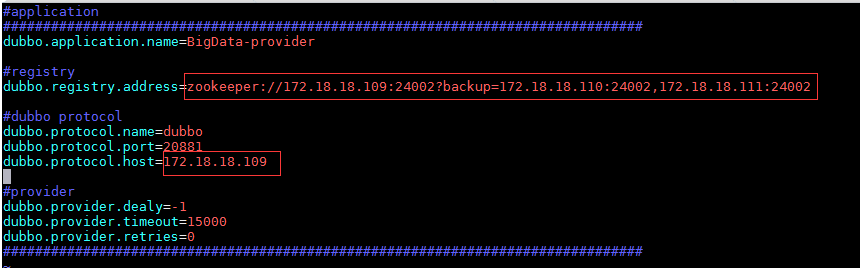 #application
################################################################################
dubbo.application.name=BigData-provider
#registry
dubbo.registry.address=zookeeper://172.18.18.109:24002?backup=172.18.18.110:24002,172.18.18.111:24002
#dubbo protocol
dubbo.protocol.name=dubbo
dubbo.protocol.port=20881
dubbo.protocol.host=172.18.18.109
#provider
dubbo.provider.dealy=-1
dubbo.provider.timeout=15000
dubbo.provider.retries=0
################################################################################
~